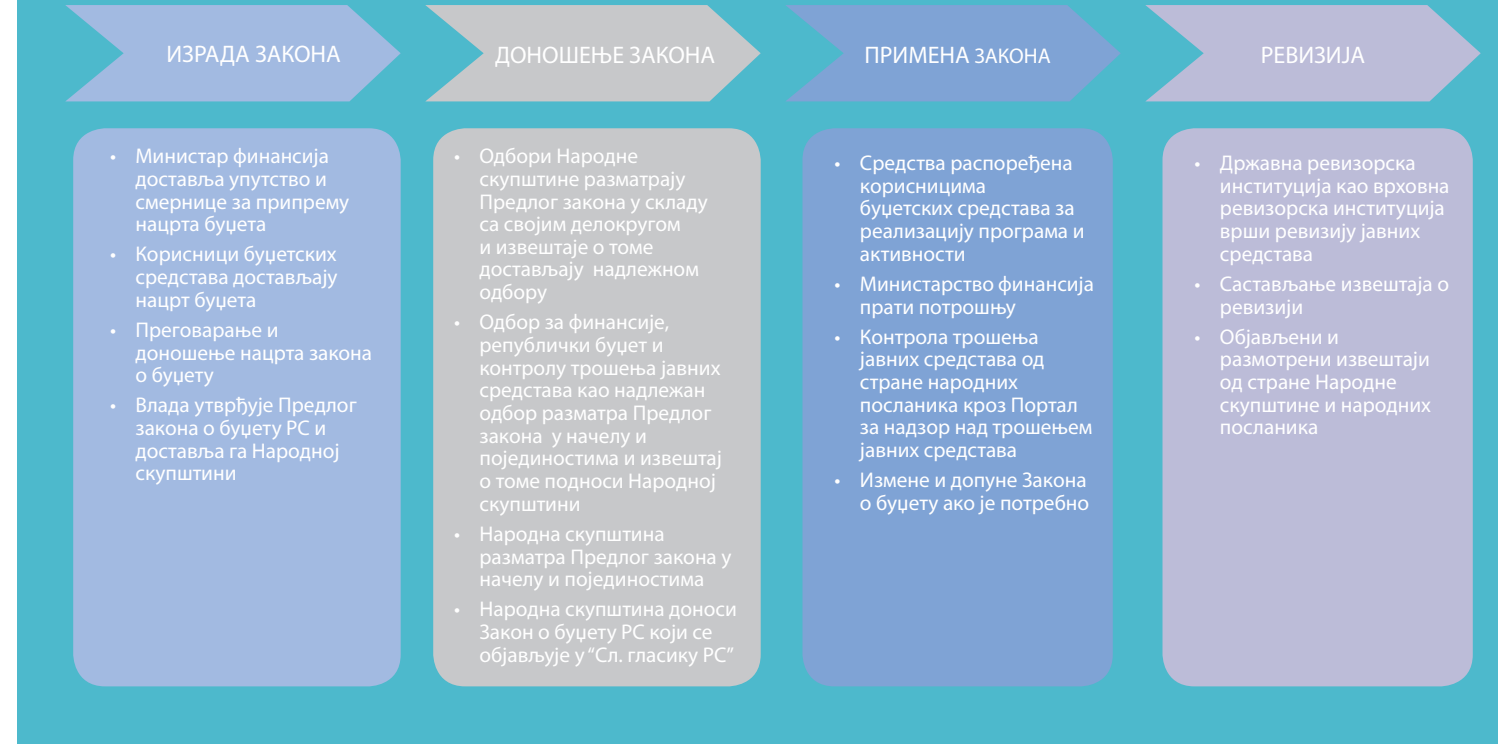 ИЗРАДА ЗАКОНА
ДОНОШЕЊЕ ЗАКОНА
ПРИМЕНА ЗАКОНА
РЕВИЗИЈА
• Министар финансија
доставља упутство и
смернице за припрему
нацрта буџета
• Корисници буџетских
средстава достављају
нацрт буџета
• Преговарање и
доношење нацрта закона
о буџету
• Влада утврђује Предлог
закона о буџету РС и
доставља га Народној
скупштини
• Одбори Народне
скупштине разматрају
Предлог закона у складу
са својим делокругом
и извештаје о томе
достављају надлежном
одбору
• Одбор за финансије,
републички буџет и
контролу трошења јавних
средстава као надлежан
одбор разматра Предлог
закона у начелу и
појединостима и извештај
о томе подноси Народној
скупштини
• Народна скупштина
разматра Предлог закона у
начелу и појединостима
• Народна скупштина доноси
Закон о буџету РС који се
објављује у “Сл. гласику РС”
• Средства распоређена
корисницима
буџетских средстава за
реализацију програма и
активности
• Министарство финансија
прати потрошњу
• Контрола трошења
јавних средстава од
стране народних
посланика кроз Портал
за надзор над трошењем
јавних средстава
• Измене и допуне Закона
о буџету ако је потребно
• Државна ревизорска
институција као врховна
ревизорска институција
врши ревизију јавних
средстава
• Састављање извештаја о
ревизији
• Објављени и
размотрени извештаји
од стране Народне
скупштине и народних
посланика